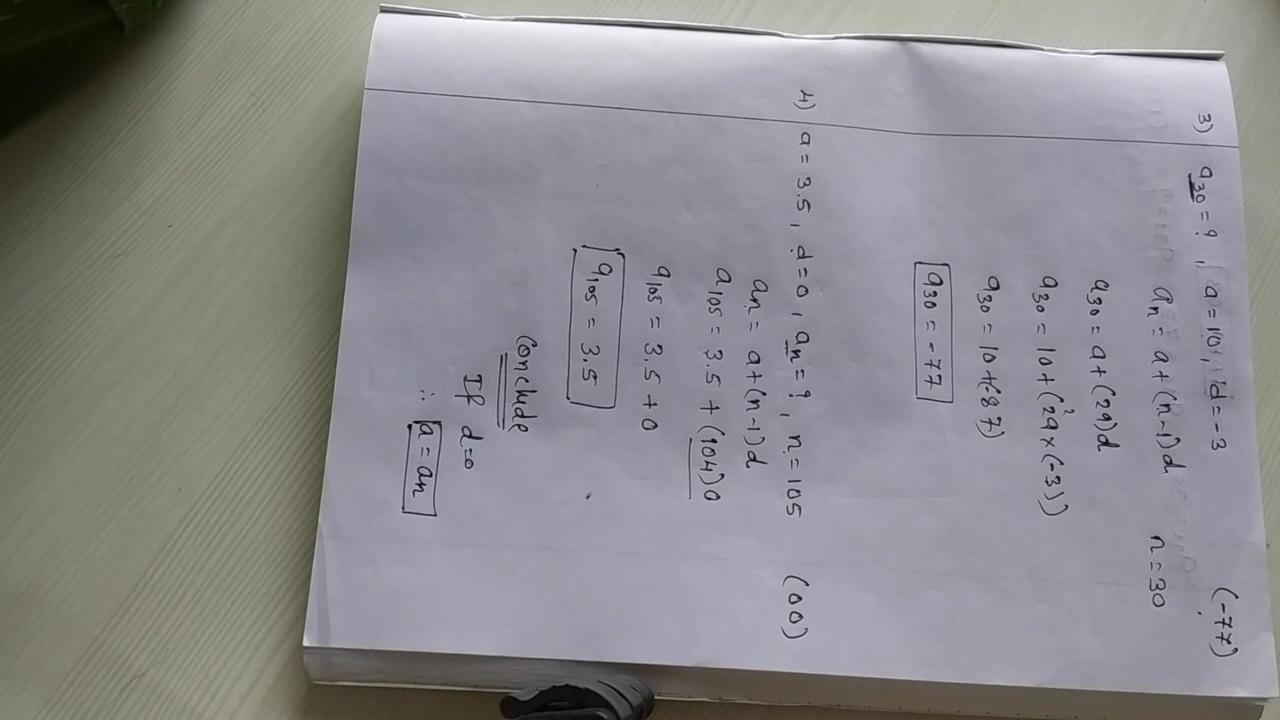 3) a30 = ? , a = 10 , d = -3 (-77)
an = a + (n-1)d n = 30
a30 = a + (29)d
a30 = 10 + (29 x (-3))
a30 = 10 + (-87)
a30 = -77
4) a = 3.5 , d = 0 , an = ? , n = 105 (00)
an = a + (n-1)d
a105 = 3.5 + (104)0
a105 = 3.5 + 0
a105 = 3.5
Conclude
If d=0
∴ a = an